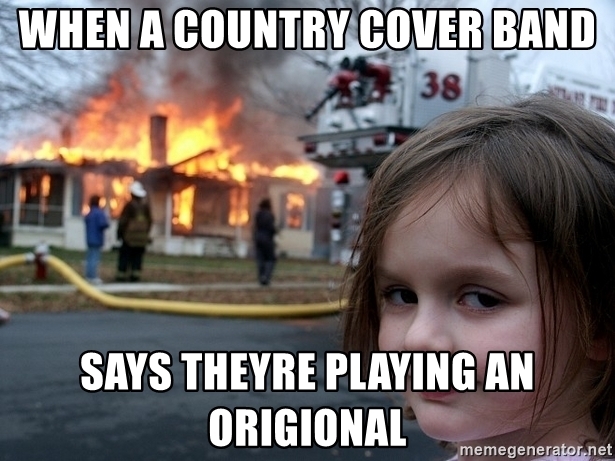 WHEN A COUNTRY COVER BAND
38
SAYS THEYRE PLAYING AN
ORIGIONAL
memegenerator.net